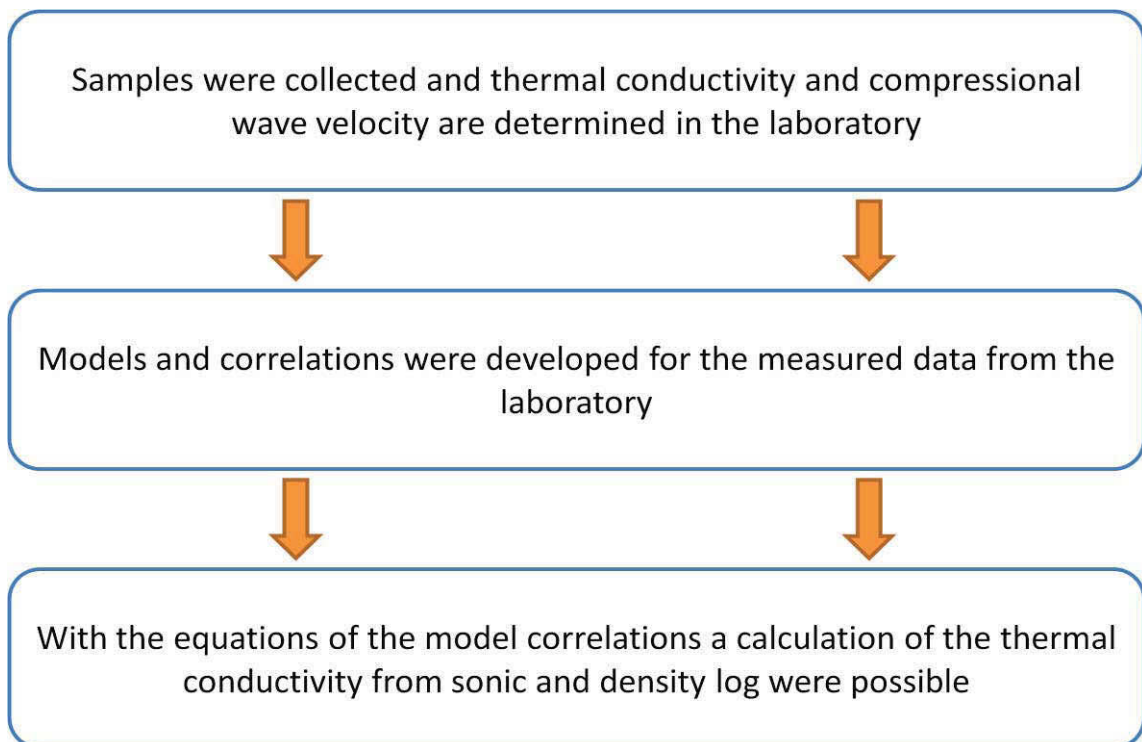 Samples were collected and thermal conductivity and compressional
wave velocity are determined in the laboratory
Models and correlations were developed for the measured data from the
laboratory
With the equations of the model correlations a calculation of the thermal
conductivity from sonic and density log were possible